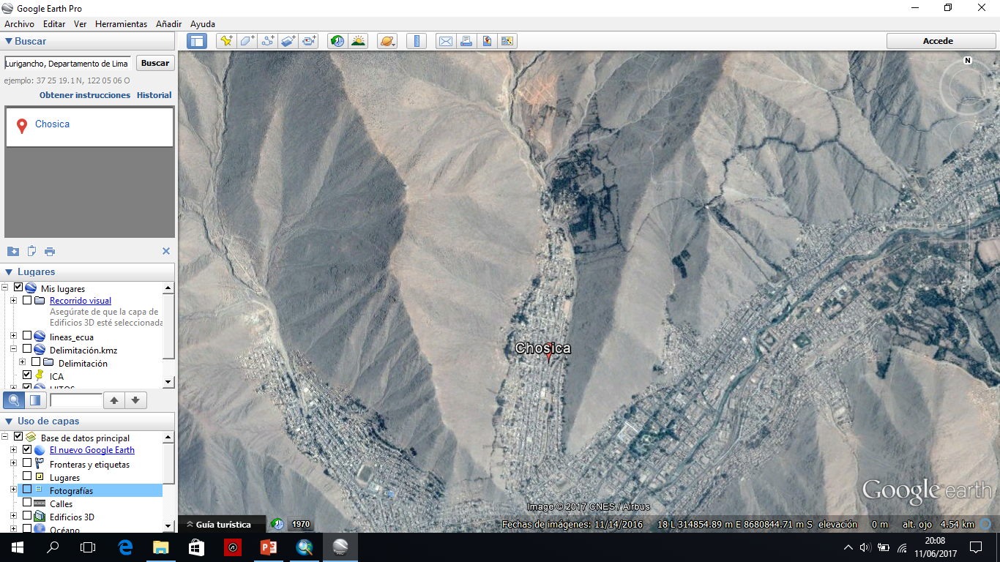 Google Earth Pro
Archivo Editar Ver Herramientas Añadir Ayuda
Buscar
Lurigancho, Departamento de Lima
Buscar
ejemplo: 37 25 19.1 N, 122 05 06 O
Obtener instrucciones Historial
Chosica
Lugares
Mis lugares
Recorrido visual
Asegúrate de que la capa de
Edificios 3D esté seleccionada
lineas_ecua
Delimitación.kmz
Delimitación
ICA
HITOS
Uso de capas
Base de datos principal
El nuevo Google Earth
Fronteras y etiquetas
Lugares
Fotografías
Calles
Edificios 3D
Océano
Accede
N
Chosica
Google earth
Image © 2017 CNES / Airbus
Guía turística
1970
Fechas de imágenes: 11/14/2016 18 L 314854.89 m E 8680844.71 m S elevación 0 m alt. ojo 4.54 km
20:08
11/06/2017